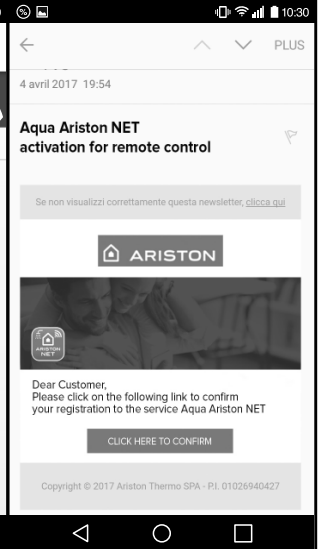 10:30
PLUS
4 avril 2017 19:54
Aqua Ariston NET
activation for remote control
Se non visualizzi correttamente questa newsletter, clicca qui
ARISTON
ARISTON
NET
Dear Customer,
Please click on the following link to confirm
your registration to the service Aqua Ariston NET
CLICK HERE TO CONFIRM
Copyright © 2017 Ariston Thermo SPA - P.I. 01026940427